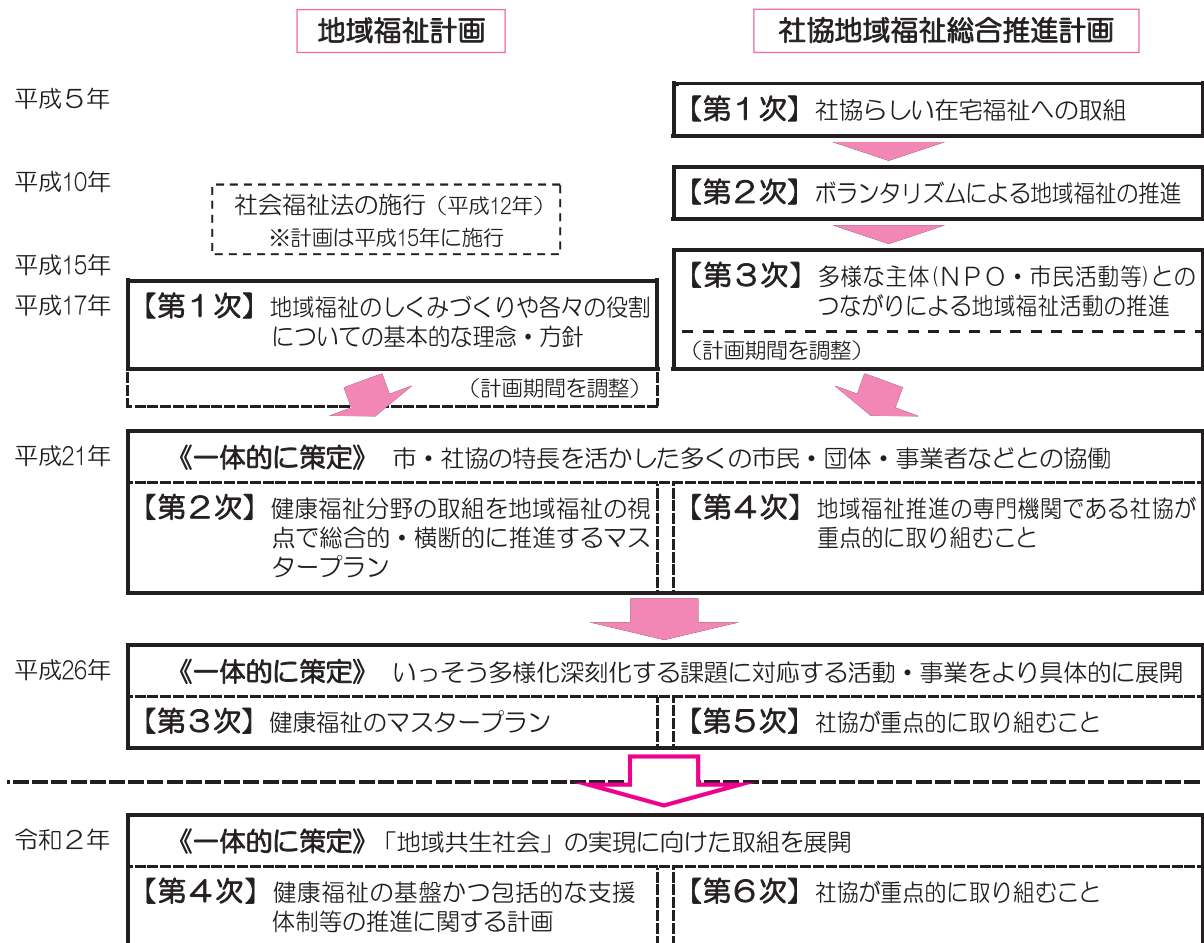 地域福祉計画
社協地域福祉総合推進計画
平成5年
【第1次】社協らしい在宅福祉への取組
平成10年
【第2次】ボランタリズムによる地域福祉の推進
社会福祉法の施行（平成12年）
※計画は平成15年に施行
平成15年
【第3次】多様な主体(ＮＰＯ・市民活動等)との
つながりによる地域福祉活動の推進
（計画期間を調整）
平成17年
【第1次】地域福祉のしくみづくりや各々の役割
についての基本的な理念・方針
（計画期間を調整）
平成21年
《一体的に策定》 市・社協の特長を活かした多くの市民・団体・事業者などとの協働
【第2次】健康福祉分野の取組を地域福祉の視
点で総合的・横断的に推進するマス
タープラン
【第4次】地域福祉推進の専門機関である社協が
重点的に取り組むこと
平成26年
《一体的に策定》 いっそう多様化深刻化する課題に対応する活動・事業をより具体的に展開
【第3次】健康福祉のマスタープラン
【第5次】社協が重点的に取り組むこと
令和2年
《一体的に策定》「地域共生社会」の実現に向けた取組を展開
【第4次】健康福祉の基盤かつ包括的な支援
体制等の推進に関する計画
【第6次】社協が重点的に取り組むこと